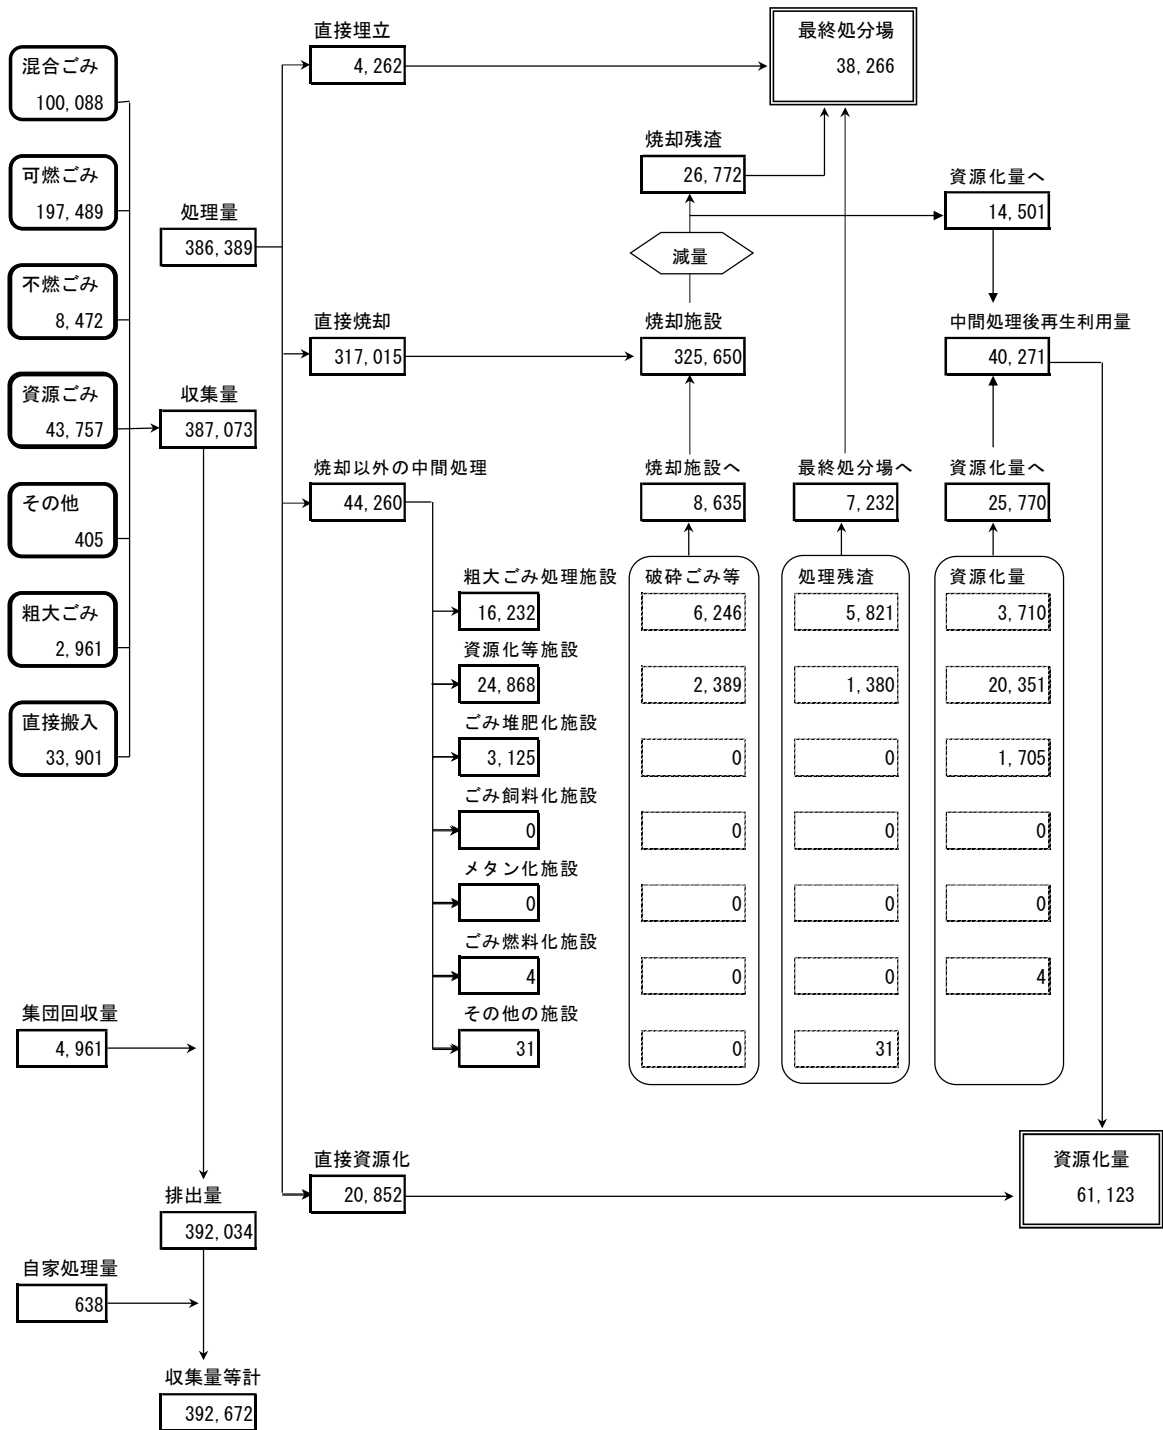 直接埋立
4,262
最終処分場
38,266
混合ごみ
100,088
焼却残渣
26,772
可燃ごみ
197,489
資源化量へ
14,501
処理量
386,389
減量
不燃ごみ
8,472
直接焼却
317,015
焼却施設
325,650
中間処理後再生利用量
40,271
資源ごみ
43,757
収集量
387,073
焼却以外の中間処理
44,260
焼却施設へ
8,635
最終処分場へ
7,232
資源化量へ
25,770
その他
405
粗大ごみ処理施設
16,232
破砕ごみ等
6,246
処理残渣
5,821
資源化量
3,710
粗大ごみ
2,961
資源化等施設
24,868
2,389
1,380
20,351
直接搬入
33,901
ごみ堆肥化施設
3,125
0
0
1,705
ごみ飼料化施設
0
0
0
0
メタン化施設
0
0
0
0
ごみ燃料化施設
4
0
0
4
集団回収量
4,961
その他の施設
31
0
31
直接資源化
20,852
資源化量
61,123
排出量
392,034
自家処理量
638
収集量等計
392,672